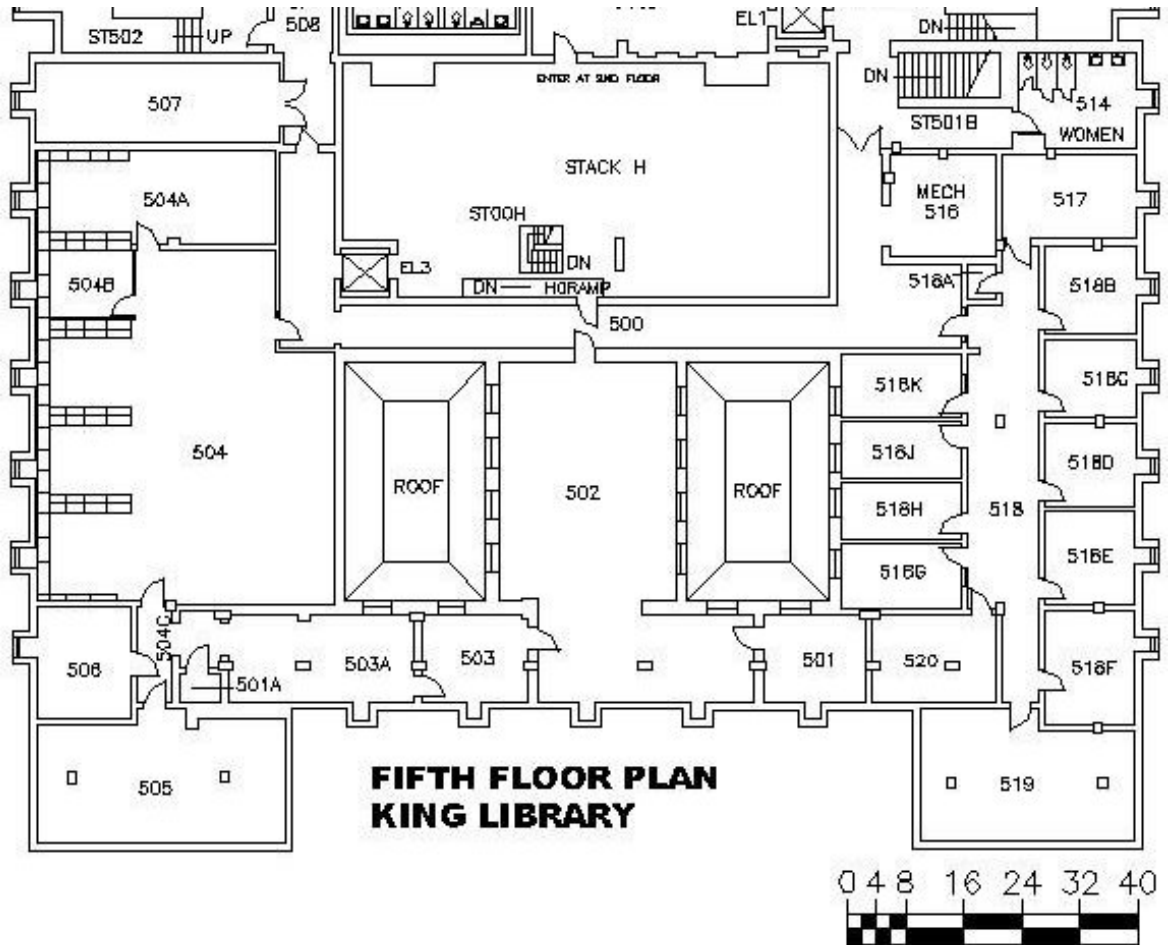 ST502
UP
508
EL1
DN
ENTER AT 2ND FLOOR
DN
507
514
ST501B
WOMEN
STACK H
504A
MECH
516
517
ST00H
EL3
DN
504B
DN
HGRAMP
518A
518B
500
518K
518C
504
518J
518D
ROOF
502
ROOF
518H
518
518E
518G
504C
506
503A
503
501
520
518F
501A
505
519
FIFTH FLOOR PLAN
KING LIBRARY
0 4 8 16 24 32 40